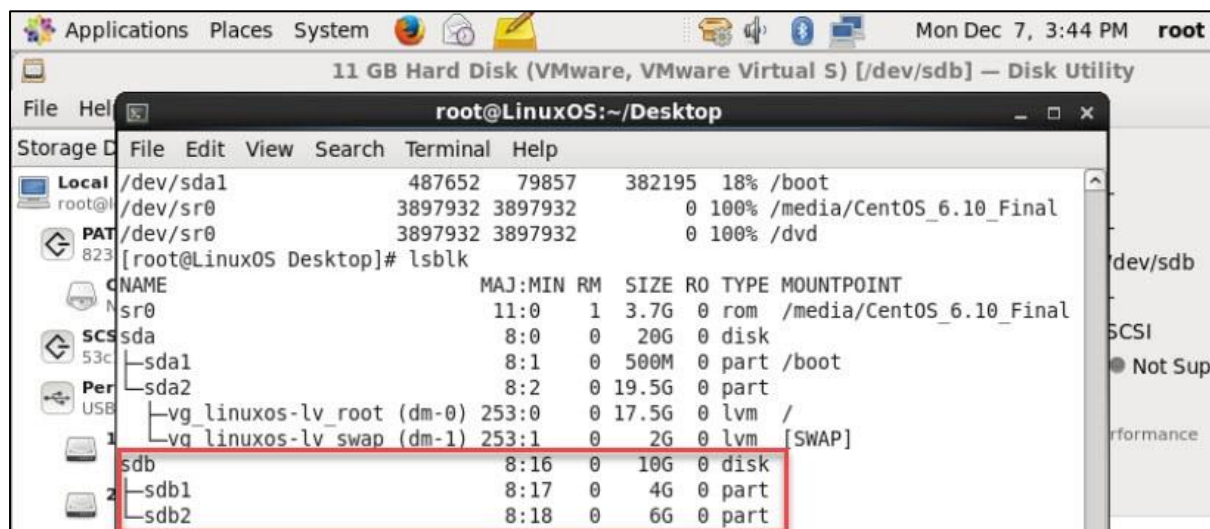 Applications Places System Mon Dec 7, 3:44 PM root
11 GB Hard Disk (VMware, VMware Virtual S) [/dev/sdb] — Disk Utility
File Hel
root@LinuxOS:~/Desktop
Storage D
File Edit View Search Terminal Help
Local
root@l
PAT
823
SCS
53c
Per
USB
1
2
/dev/sda1 487652 79857 382195 18% /boot
/dev/sr0 3897932 3897932 0 100% /media/CentOS_6.10_Final
/dev/sr0 3897932 3897932 0 100% /dvd
[root@LinuxOS Desktop]# lsblk
NAME MAJ:MIN RM SIZE RO TYPE MOUNTPOINT
sr0 11:0 1 3.7G 0 rom /media/CentOS_6.10_Final
sda 8:0 0 20G 0 disk
├─sda1 8:1 0 500M 0 part /boot
└─sda2 8:2 0 19.5G 0 part
├─vg_linuxos-lv_root (dm-0) 253:0 0 17.5G 0 lvm /
└─vg_linuxos-lv_swap (dm-1) 253:1 0 2G 0 lvm [SWAP]
sdb 8:16 0 10G 0 disk
├─sdb1 8:17 0 4G 0 part
└─sdb2 8:18 0 6G 0 part
/dev/sdb
SCSI
Not Sup
rformance